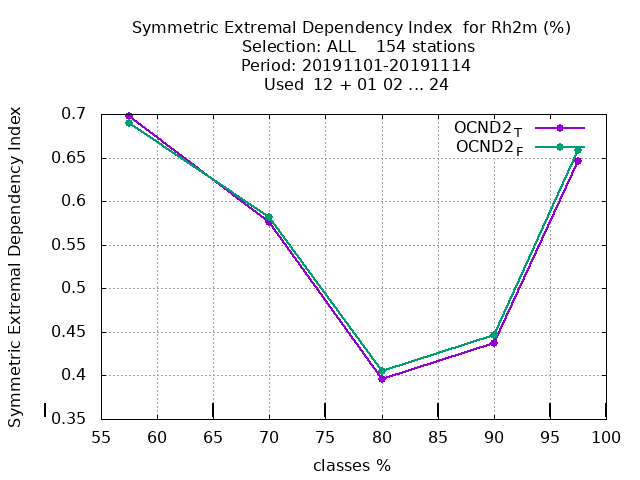 Symmetric Extremal Dependency Index  for Rh2m (%)
Selection: ALL    154 stations
Period: 20191101-20191114
Used  12 + 01 02 ... 24
Symmetric Extremal Dependency Index
0.7
0.65
0.6
0.55
0.5
0.45
0.4
0.35
OCND2T
OCND2F
55 60 65 70 75 80 85 90 95 100
classes %